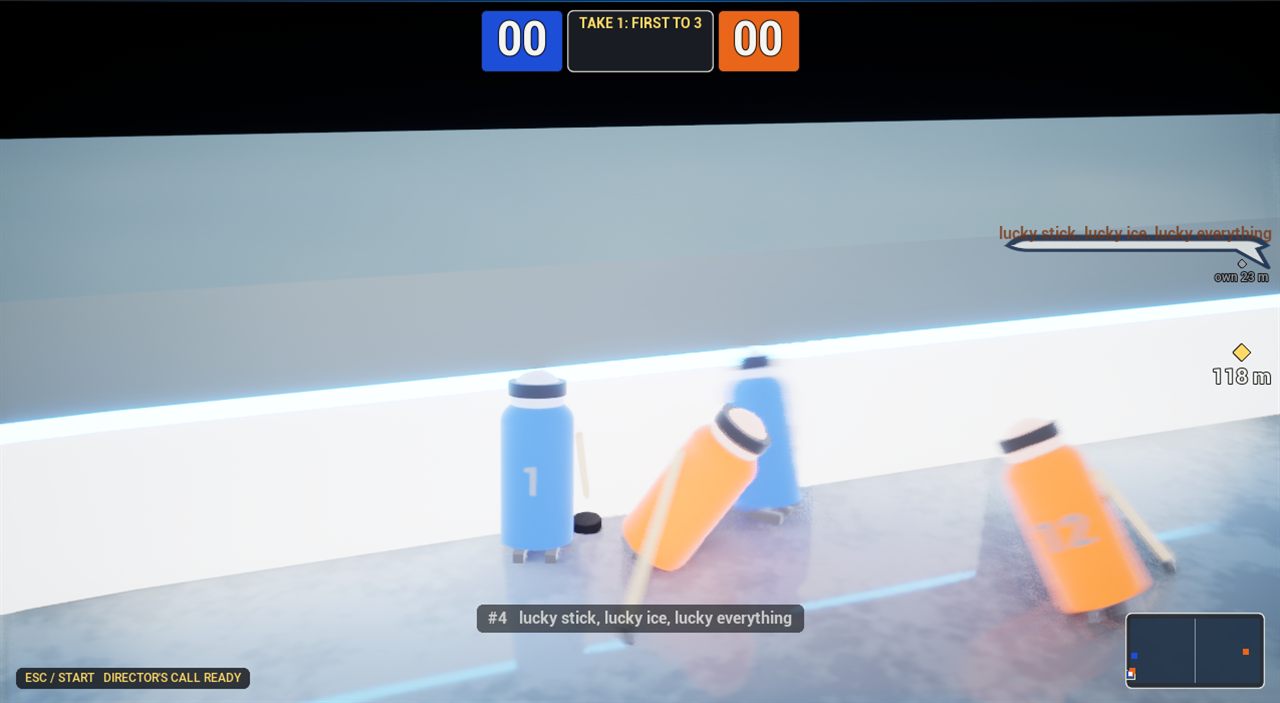 00
TAKE 1: FIRST TO 3
00
lucky stick, lucky ice, lucky everything
own 23 m
118 m
1
12
#4 lucky stick, lucky ice, lucky everything
ESC / START DIRECTOR'S CALL READY